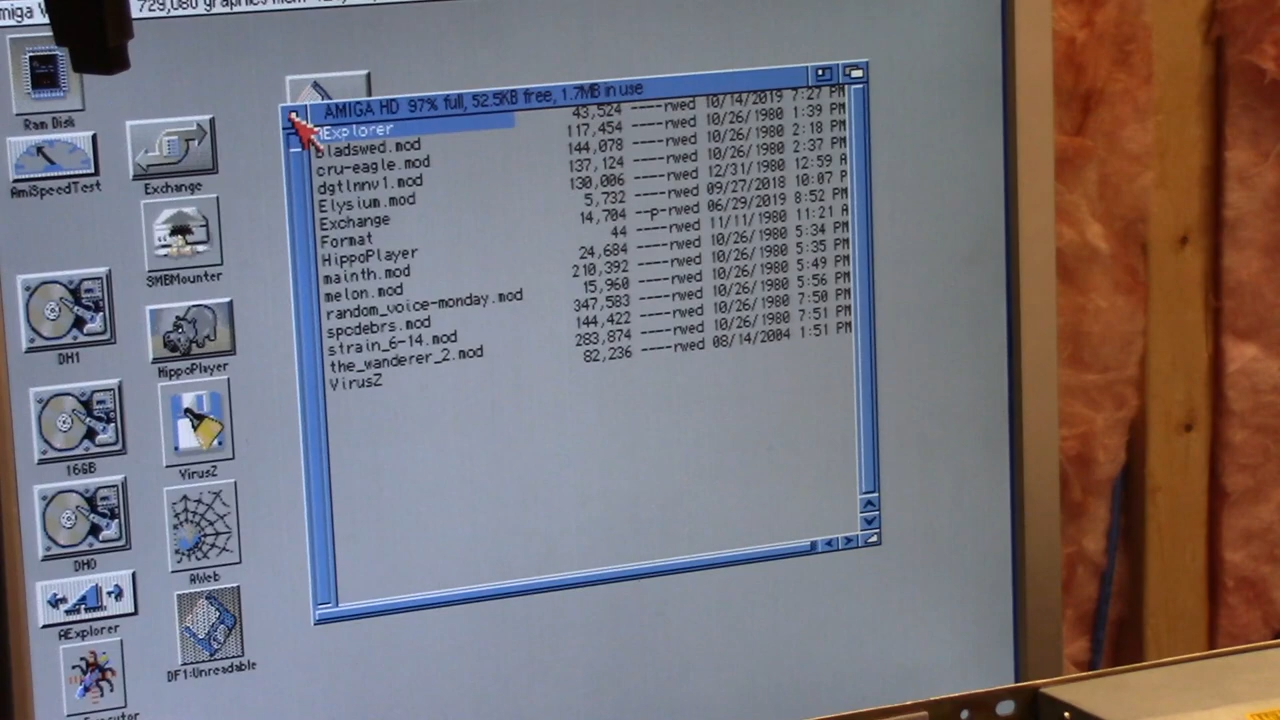 miga
729,080 graphics mem
Ram Disk
AmiSpeedTest
Exchange
SMBMounter
DH1
HippoPlayer
16GB
VirusZ
DH0
AWeb
AExplorer
DF1:Unreadable
AMIGA HD 97% full, 52.5KB free, 1.7MB in use
AExplorer 43,524 ----rwed 10/14/2019 7:27 PM
bladswed.mod 117,454 ----rwed 10/26/1980 1:39 PM
cru-eagle.mod 144,078 ----rwed 10/26/1980 2:18 PM
dgtlnnv1.mod 137,124 ----rwed 10/26/1980 2:37 PM
Elysium.mod 130,006 ----rwed 12/31/1980 12:59 A
Exchange 5,732 ----rwed 09/27/2018 10:07 P
Format 14,704 --p-rwed 06/29/2019 8:52 PM
HippoPlayer 44 ----rwed 11/11/1980 11:21 A
mainth.mod 24,684 ----rwed 10/26/1980 5:34 PM
melon.mod 210,392 ----rwed 10/26/1980 5:35 PM
random_voice-monday.mod 15,960 ----rwed 10/26/1980 5:49 PM
spcdebrs.mod 347,583 ----rwed 10/26/1980 5:56 PM
strain_6-14.mod 144,422 ----rwed 10/26/1980 7:50 PM
the_wanderer_2.mod 283,874 ----rwed 10/26/1980 7:51 PM
VirusZ 82,236 ----rwed 08/14/2004 1:51 PM